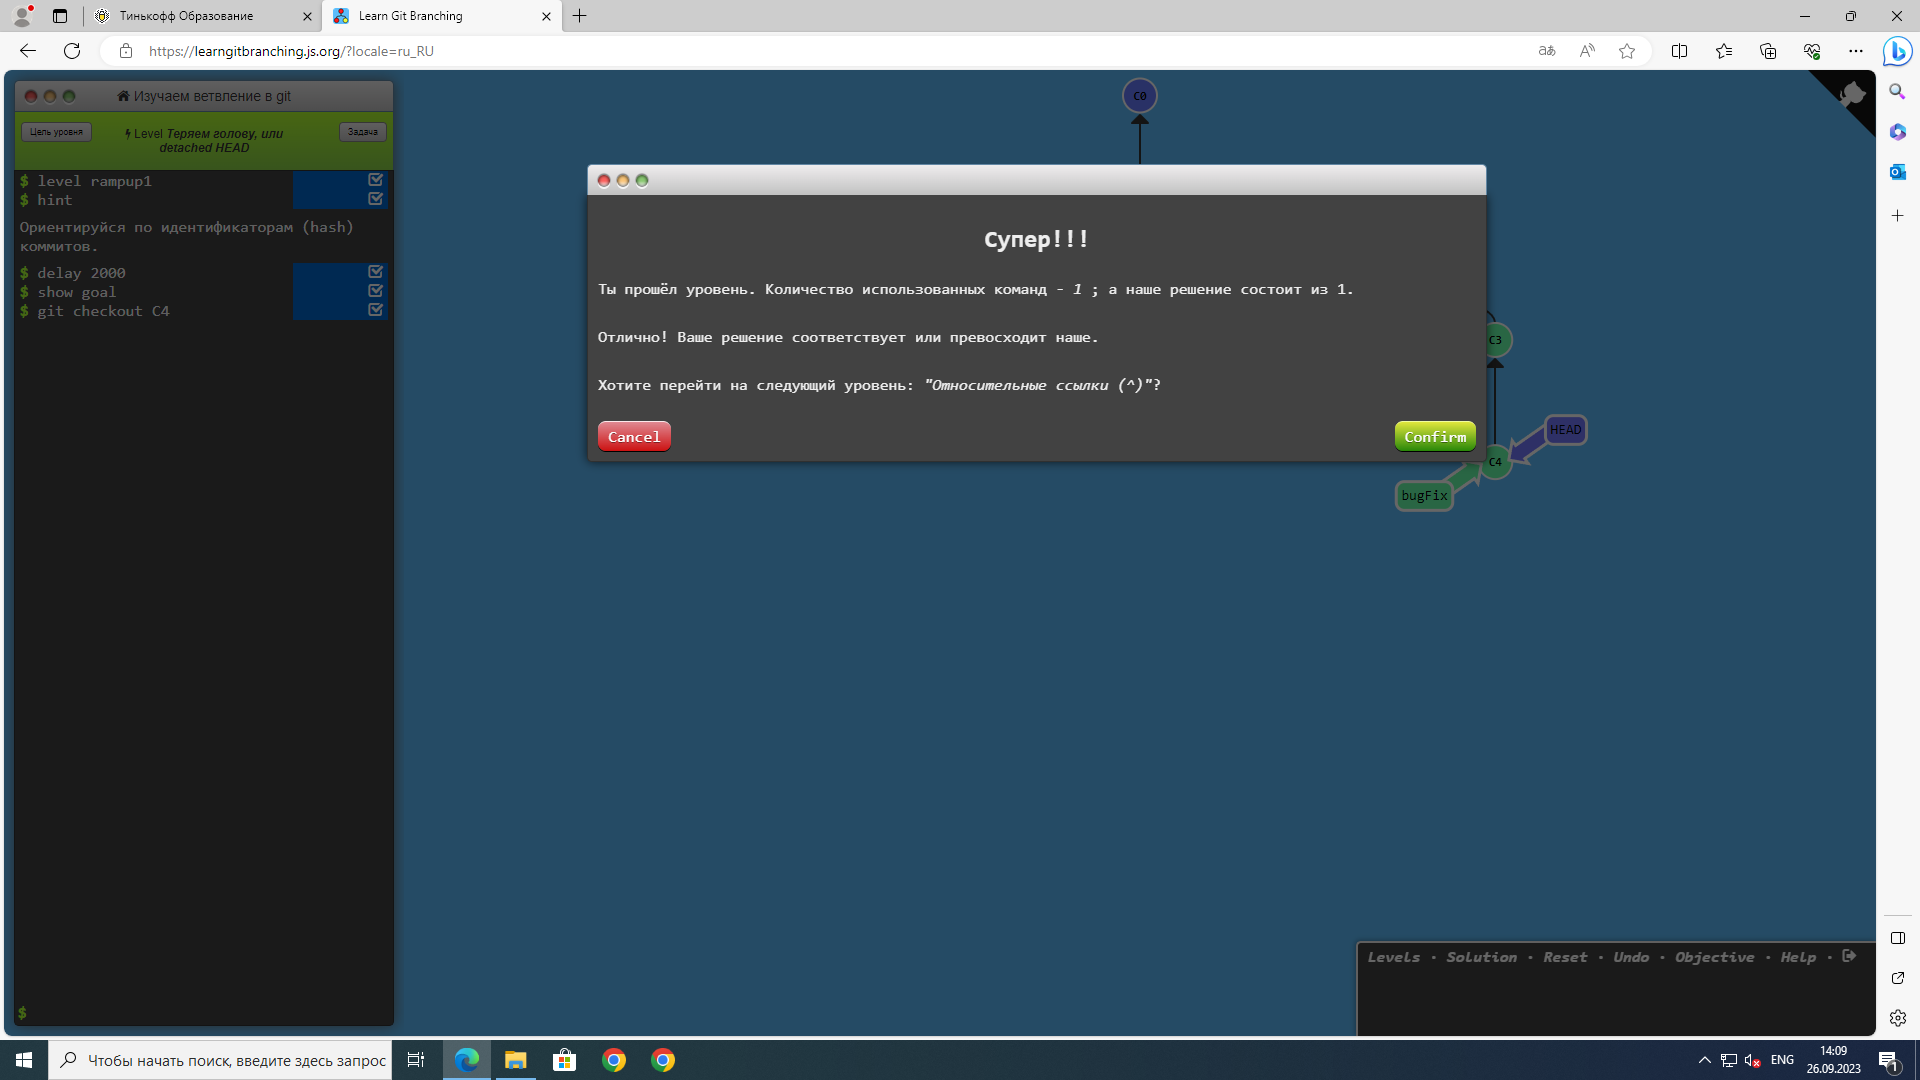 Тинькофф Образование
Learn Git Branching
https://learngitbranching.js.org/?locale=ru_RU
Изучаем ветвление в git
Цель уровня
Level Теряем голову, или
detached HEAD
Задача
$ level rampup1
$ hint
Ориентируйся по идентификаторам (hash)
коммитов.
$ delay 2000
$ show goal
$ git checkout C4
$
C0
Супер!!!
Ты прошёл уровень. Количество использованных команд - 1 ; а наше решение состоит из 1.
Отлично! Ваше решение соответствует или превосходит наше.
Хотите перейти на следующий уровень: "Относительные ссылки (^)"?
Cancel
Confirm
C3
HEAD
C4
bugFix
Levels · Solution · Reset · Undo · Objective · Help ·
Чтобы начать поиск, введите здесь запрос
ENG
14:09
26.09.2023
1